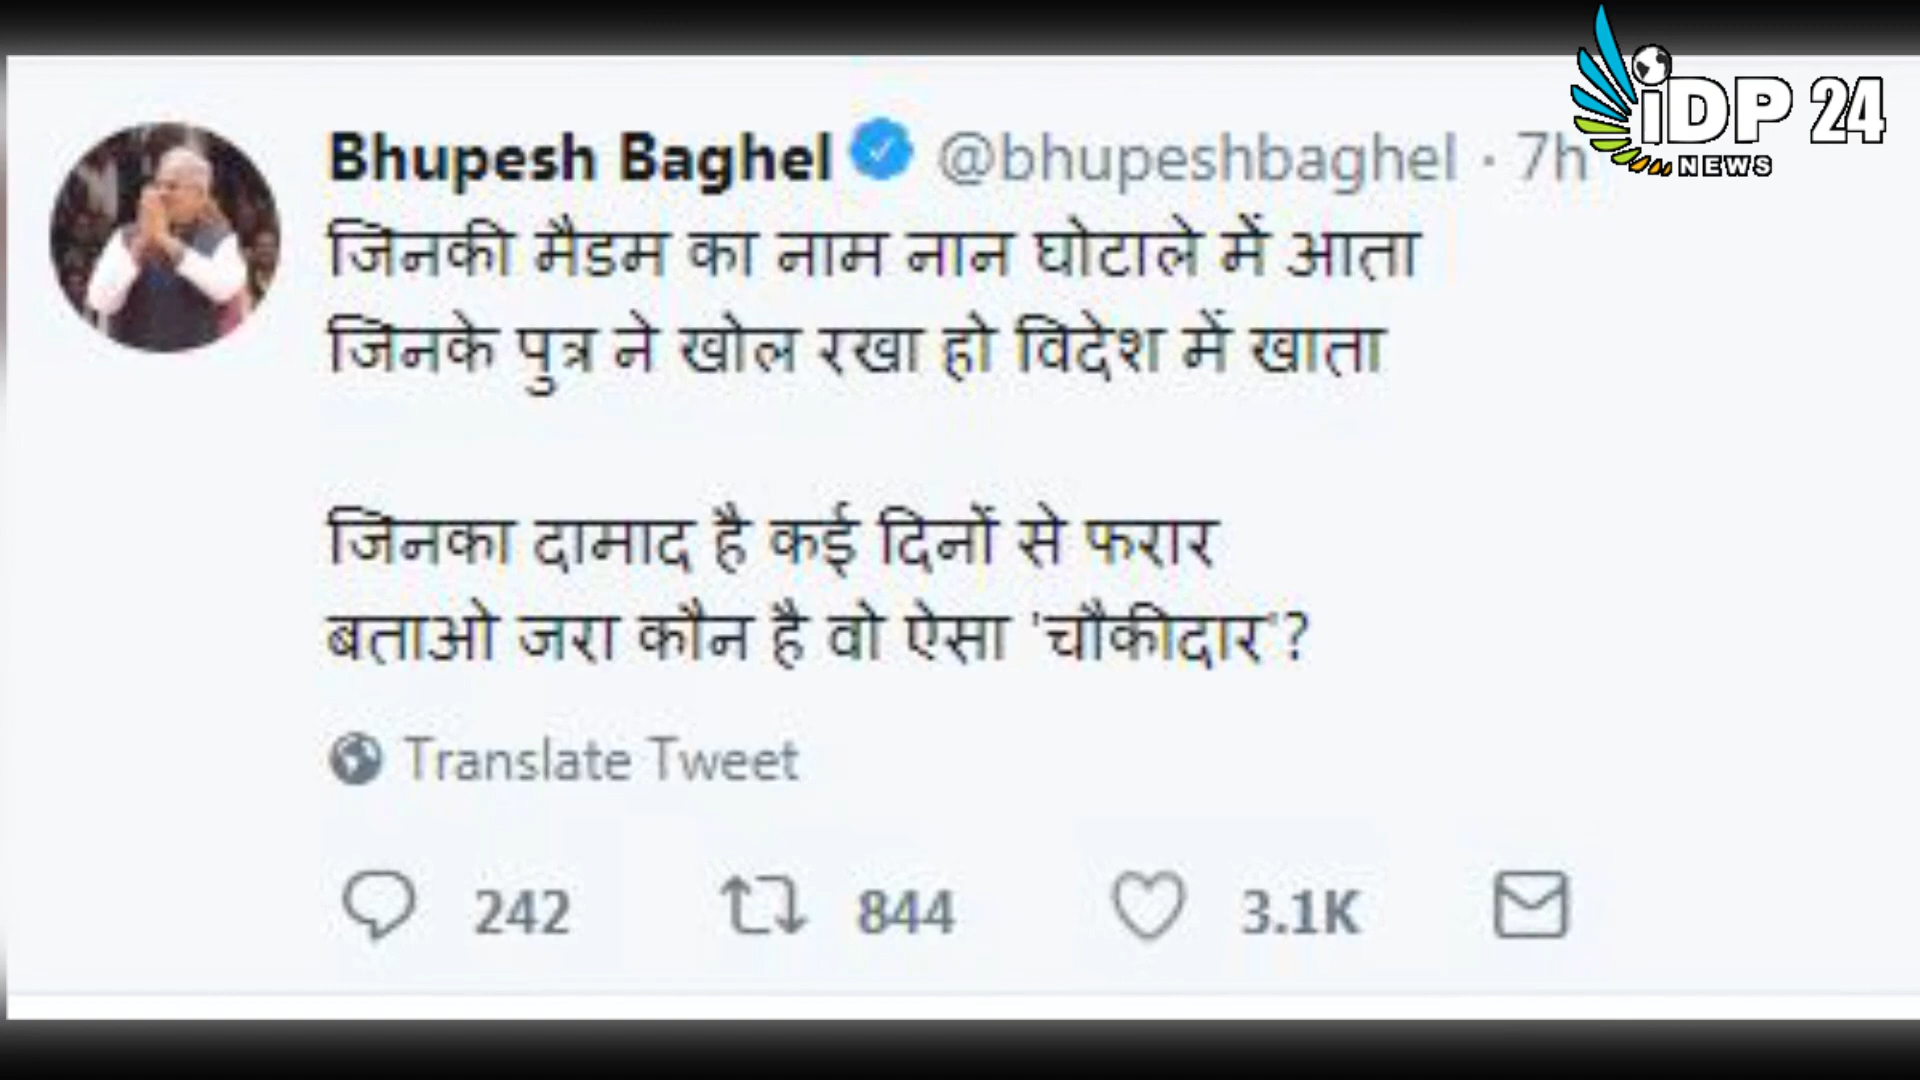 iDP 24
NEWS
Bhupesh Baghel @bhupeshbaghel · 7h
जिनकी मैडम का नाम नान घोटाले में आता
जिनके पुत्र ने खोल रखा हो विदेश में खाता
जिनका दामाद है कई दिनों से फरार
बताओ जरा कौन है वो ऐसा 'चौकीदार'?
Translate Tweet
242 844 3.1K